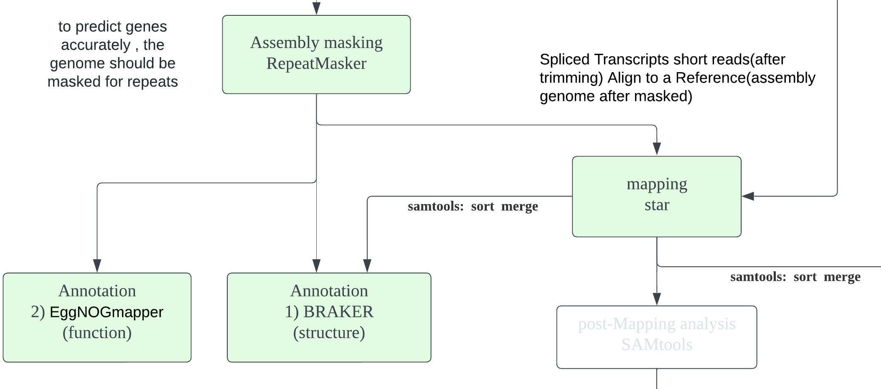 to predict genes
accurately , the
genome should be
masked for repeats
Assembly masking
RepeatMasker
Spliced Transcripts short reads(after
trimming) Align to a Reference(assembly
genome after masked)
mapping
star
samtools: sort merge
samtools: sort merge
Annotation
2) EggNOGmapper
(function)
Annotation
1) BRAKER
(structure)
post-Mapping analysis
SAMtools